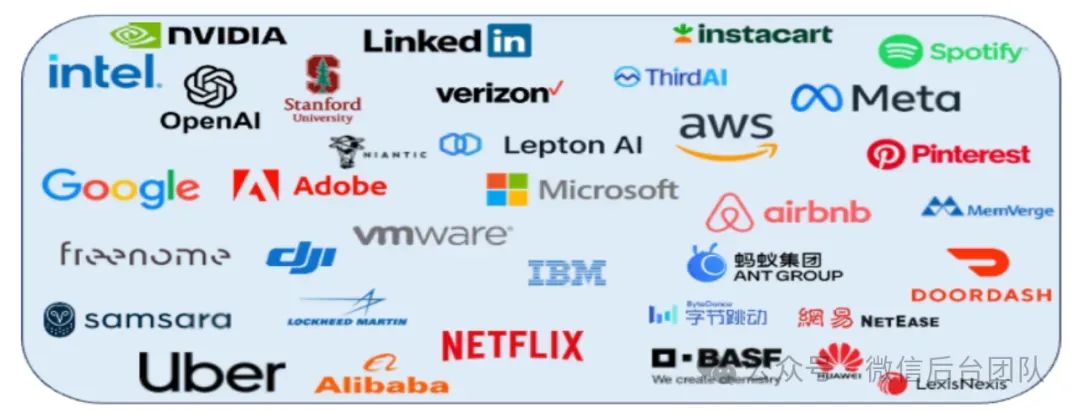 NVIDIA
LinkedIn
instacart
Spotify
intel.
OpenAI
Stanford
University
verizon
ThirdAI
Meta
NIANTIC
Lepton AI
aws
Pinterest
Google
Adobe
Microsoft
airbnb
MemVerge
freenome
dji
vmware
IBM
蚂蚁集团
ANT GROUP
DOORDASH
samsara
LOCKHEED MARTIN
ByteDance
字节跳动
網易 NETEASE
Uber
Alibaba
NETFLIX
BASF
We create chemistry
HUAWEI
LexisNexis
公众号
微信后台团队